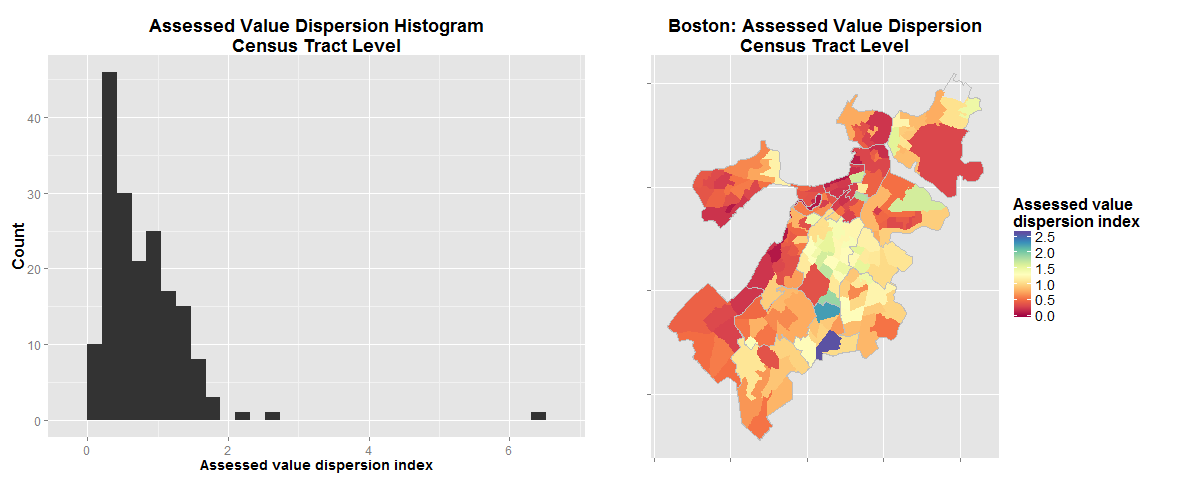 Assessed Value Dispersion Histogram
Census Tract Level
Count
40
30
20
10
0
0
2
4
6
Assessed value dispersion index
Boston: Assessed Value Dispersion
Census Tract Level
Assessed value
dispersion index
2.5
2.0
1.5
1.0
0.5
0.0